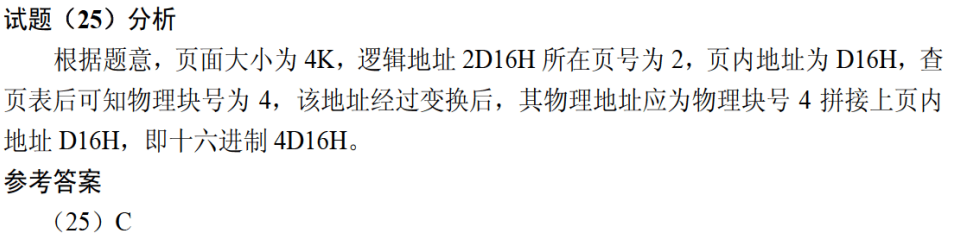 试题（25）分析
根据题意，页面大小为 4K，逻辑地址 2D16H 所在页号为 2，页内地址为 D16H，查
页表后可知物理块号为 4，该地址经过变换后，其物理地址应为物理块号 4 拼接上页内
地址 D16H，即十六进制 4D16H。
参考答案
（25）C